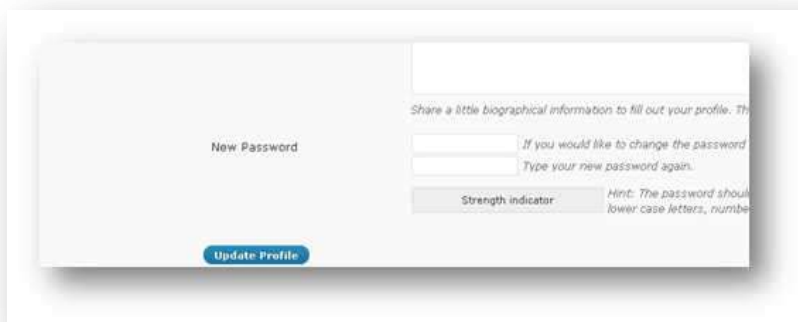 Share a little biographical information to fill out your profile. Th
New Password
If you would like to change the password
Type your new password again.
Strength indicator
Hint: The password shoul
lower case letters, numbe
Update Profile